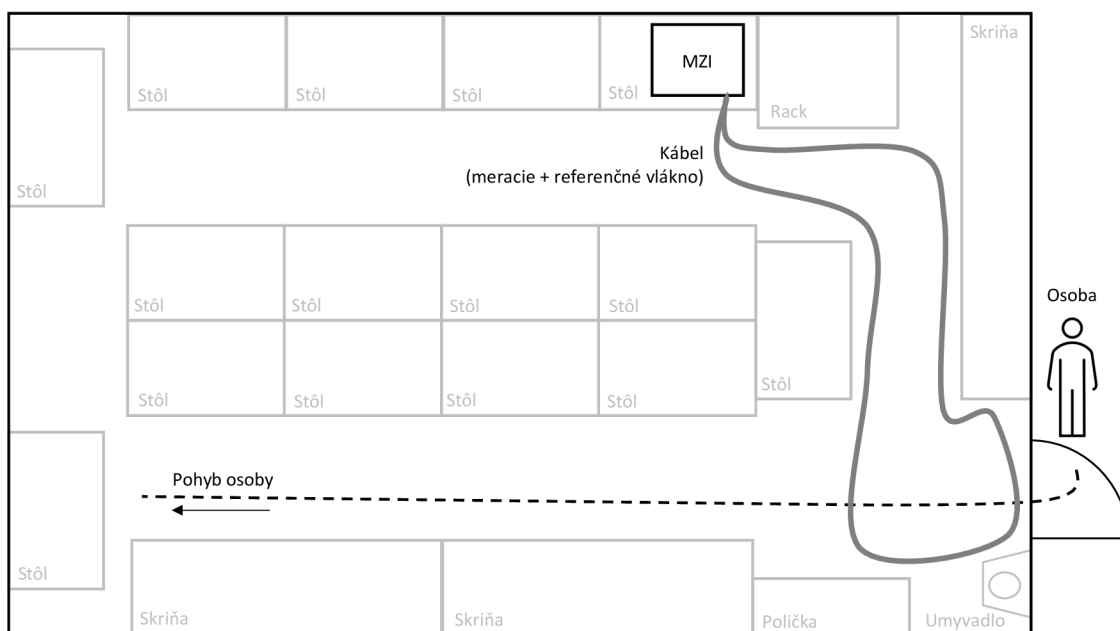 MZI
Skriňa
Stôl
Stôl
Stôl
Stôl
Rack
Kábel
(meracie + referenčné vlákno)
Stôl
Osoba
Stôl
Stôl
Stôl
Stôl
Stôl
Stôl
Stôl
Stôl
Stôl
Pohyb osoby
Stôl
Skriňa
Skriňa
Polička
Umyvadlo